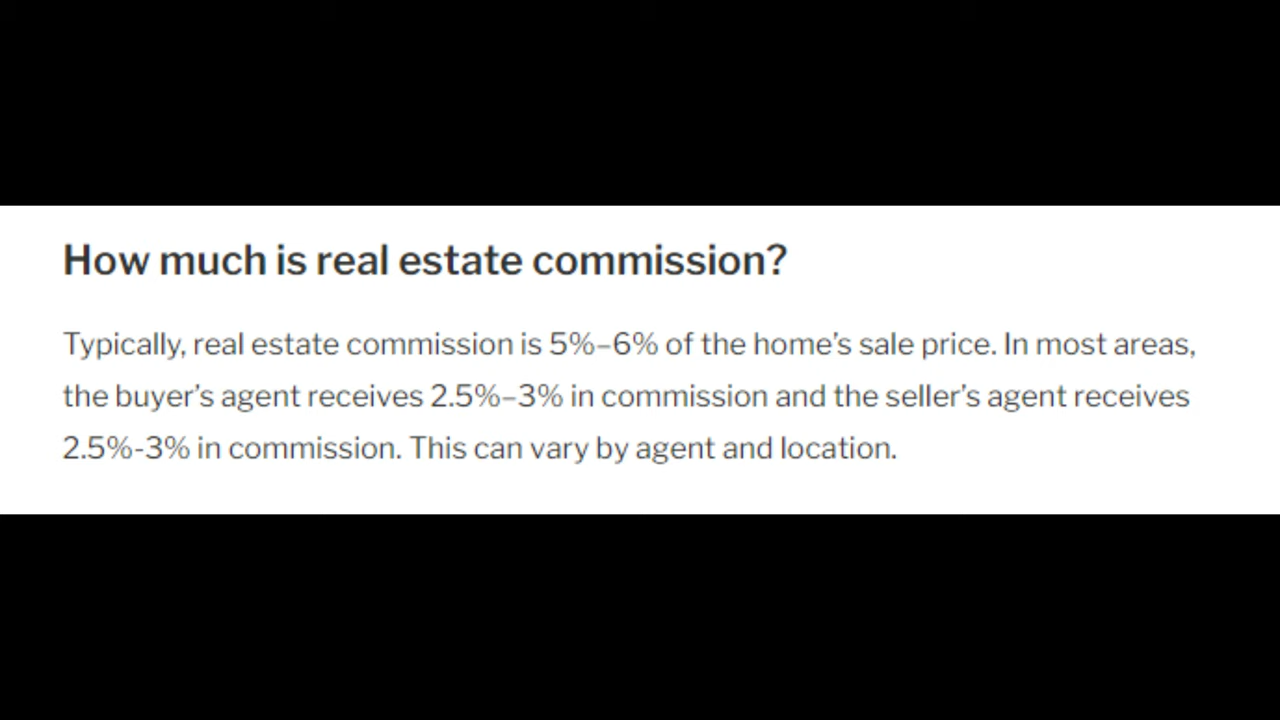 How much is real estate commission?
Typically, real estate commission is 5%–6% of the home’s sale price. In most areas,
the buyer’s agent receives 2.5%–3% in commission and the seller’s agent receives
2.5%-3% in commission. This can vary by agent and location.